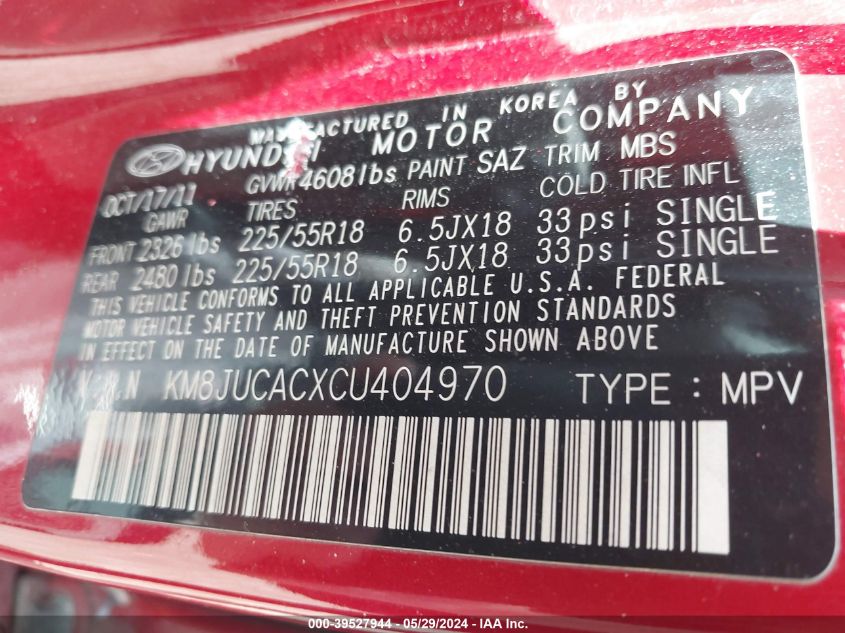 MANUFACTURED IN KOREA BY
HYUNDAI MOTOR COMPANY
OCT/17/11 GVWR 4608 lbs PAINT SAZ TRIM MBS
GAWR TIRES RIMS COLD TIRE INFL
FRONT 2326 lbs 225/55R18 6.5JX18 33psi SINGLE
REAR 2480 lbs 225/55R18 6.5JX18 33psi SINGLE
THIS VEHICLE CONFORMS TO ALL APPLICABLE U.S.A. FEDERAL
MOTOR VEHICLE SAFETY AND THEFT PREVENTION STANDARDS
IN EFFECT ON THE DATE OF MANUFACTURE SHOWN ABOVE
V.I.N KM8JUCACXCU404970 TYPE : MPV
000-39527944 - 05/29/2024 - IAA Inc.